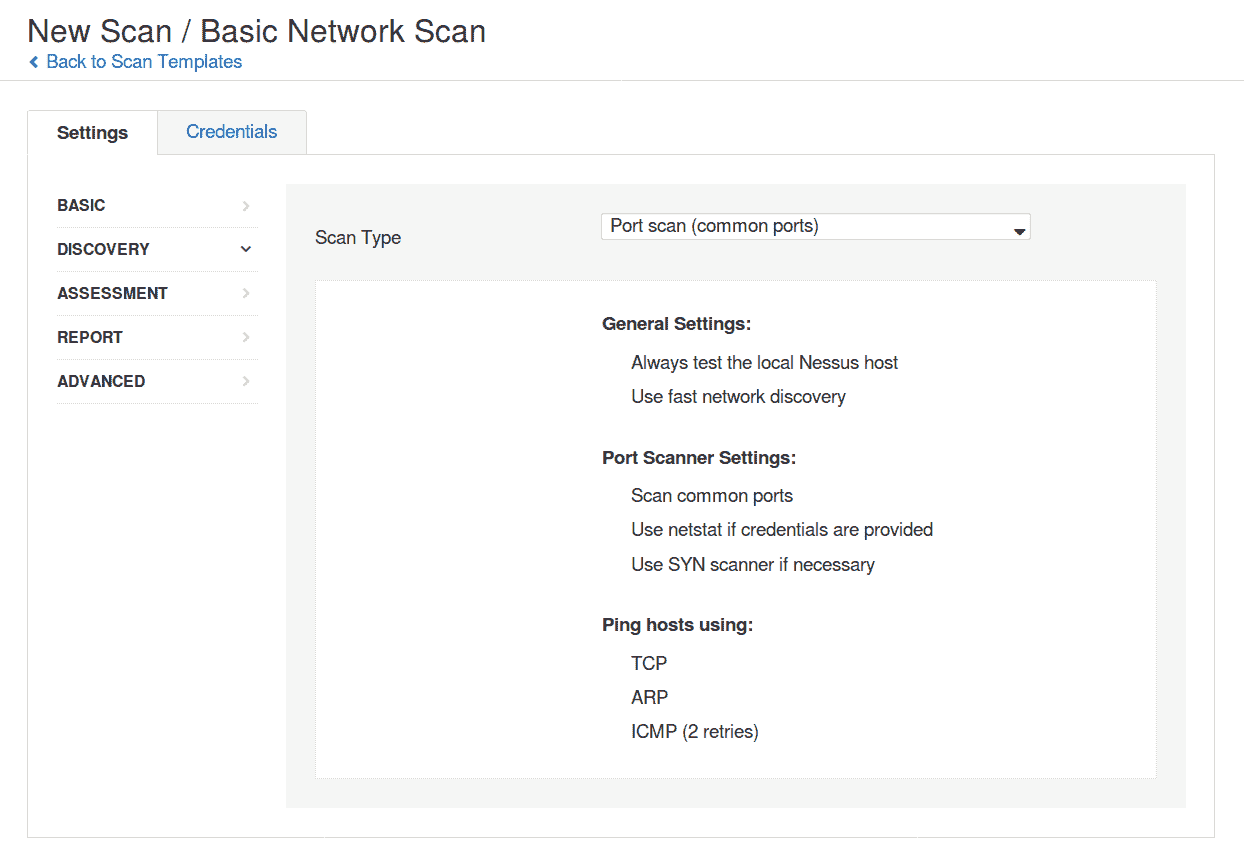 New Scan / Basic Network Scan
Back to Scan Templates
Settings
Credentials
BASIC
DISCOVERY
ASSESSMENT
REPORT
ADVANCED
Scan Type
Port scan (common ports)
General Settings:
Always test the local Nessus host
Use fast network discovery
Port Scanner Settings:
Scan common ports
Use netstat if credentials are provided
Use SYN scanner if necessary
Ping hosts using:
TCP
ARP
ICMP (2 retries)